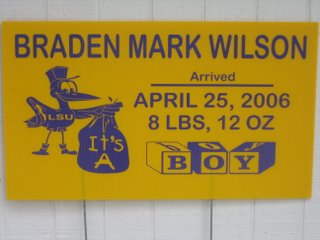 BRADEN MARK WILSON
Arrived
APRIL 25, 2006
8 LBS, 12 OZ
LSU
It's
A
BOY